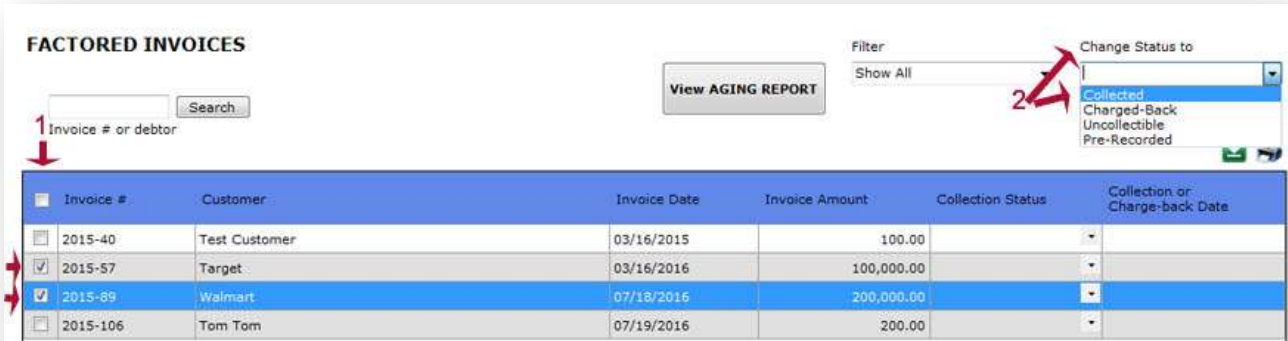 FACTORED INVOICES
Filter
Change Status to
Show All
View AGING REPORT
Search
1
Invoice # or debtor
2
Collected
Charged-Back
Uncollectible
Pre-Recorded
Invoice # Customer Invoice Date Invoice Amount Collection Status Collection or
Charge-back Date
2015-40 Test Customer 03/16/2015 100.00
2015-57 Target 03/16/2016 100,000.00
2015-89 Walmart 07/18/2016 200,000.00
2015-106 Tom Tom 07/19/2016 200.00